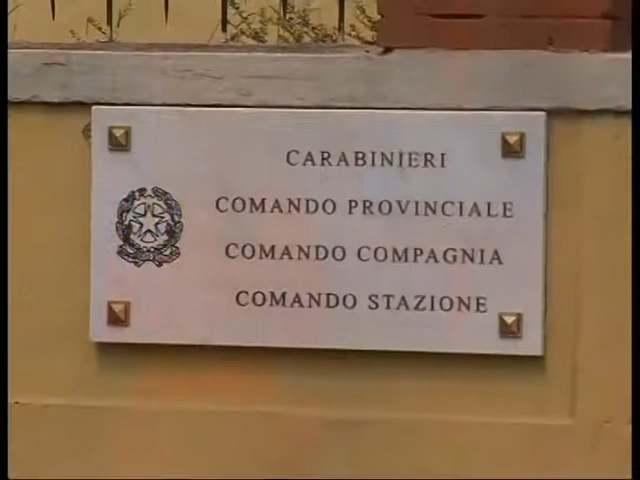 CARABINIERI
COMANDO PROVINCIALE
COMANDO COMPAGNIA
COMANDO STAZIONE